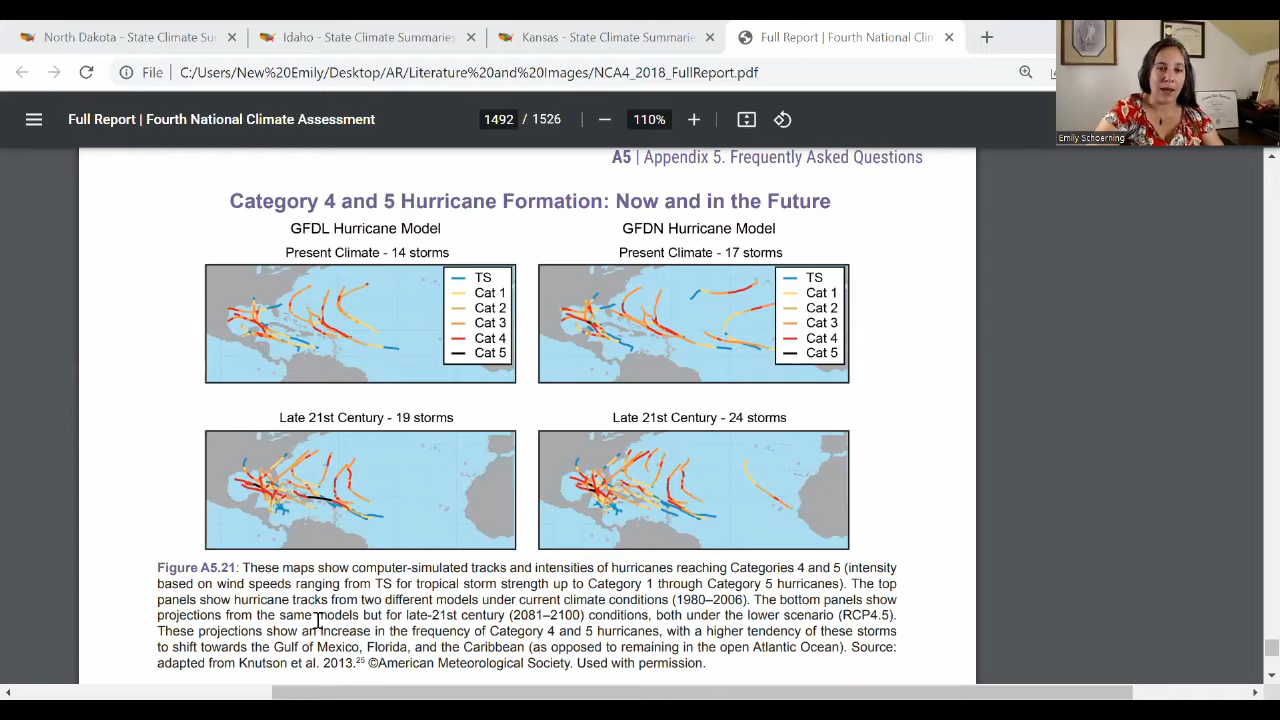 North Dakota - State Climate Su
Idaho - State Climate Summaries
Kansas - State Climate Summarie
Full Report | Fourth National Clim
File
C:/Users/New%20Emily/Desktop/AR/Literature%20and%20Images/NCA4_2018_FullReport.pdf
Full Report | Fourth National Climate Assessment
1492 / 1526
110%
Emily Schoerning
A5 | Appendix 5. Frequently Asked Questions
Category 4 and 5 Hurricane Formation: Now and in the Future
GFDL Hurricane Model
GFDN Hurricane Model
Present Climate - 14 storms
Present Climate - 17 storms
TS
Cat 1
Cat 2
Cat 3
Cat 4
Cat 5
TS
Cat 1
Cat 2
Cat 3
Cat 4
Cat 5
Late 21st Century - 19 storms
Late 21st Century - 24 storms
Figure A5.21: These maps show computer-simulated tracks and intensities of hurricanes reaching Categories 4 and 5 (intensity
based on wind speeds ranging from TS for tropical storm strength up to Category 1 through Category 5 hurricanes). The top
panels show hurricane tracks from two different models under current climate conditions (1980–2006). The bottom panels show
projections from the same models but for late-21st century (2081–2100) conditions, both under the lower scenario (RCP4.5).
These projections show an increase in the frequency of Category 4 and 5 hurricanes, with a higher tendency of these storms
to shift towards the Gulf of Mexico, Florida, and the Caribbean (as opposed to remaining in the open Atlantic Ocean). Source:
adapted from Knutson et al. 2013.²⁵ ©American Meteorological Society. Used with permission.